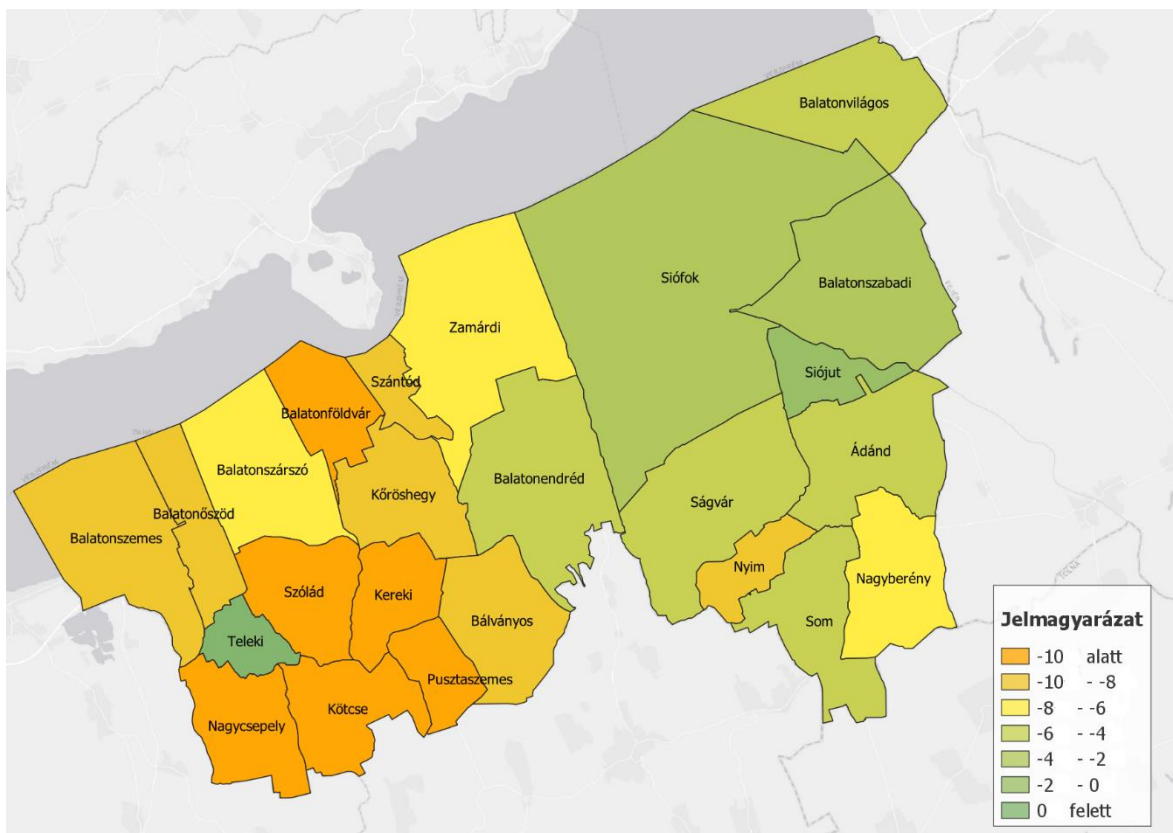 Balatonvilágos
Siófok
Balatonszabadi
Zamárdi
Siójut
Szántód
Balatonföldvár
Ádánd
Balatonszárszó
Balatonendréd
Kőröshegy
Ságvár
Balatonőszöd
Balatonszemes
Nyim
Nagyberény
Szólád
Kereki
Bálványos
Som
Teleki
Pusztaszemes
Kötcse
Nagycsepely
TOLNA
Jelmagyarázat
-10 alatt
-10 - -8
-8 - -6
-6 - -4
-4 - -2
-2 - 0
0 felett